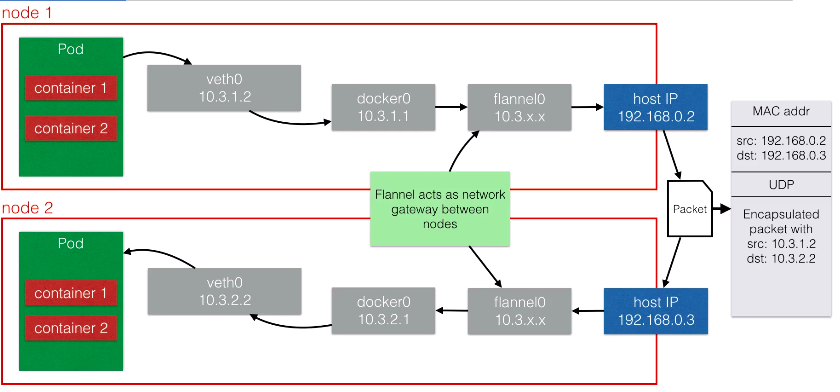 node 1
Pod
container 1
container 2
veth0
10.3.1.2
docker0
10.3.1.1
flannel0
10.3.x.x
host IP
192.168.0.2
MAC addr
src: 192.168.0.2
dst: 192.168.0.3
UDP
Encapsulated
packet with
src: 10.3.1.2
dst: 10.3.2.2
Packet
Flannel acts as network
gateway between
nodes
node 2
Pod
container 1
container 2
veth0
10.3.2.2
docker0
10.3.2.1
flannel0
10.3.x.x
host IP
192.168.0.3